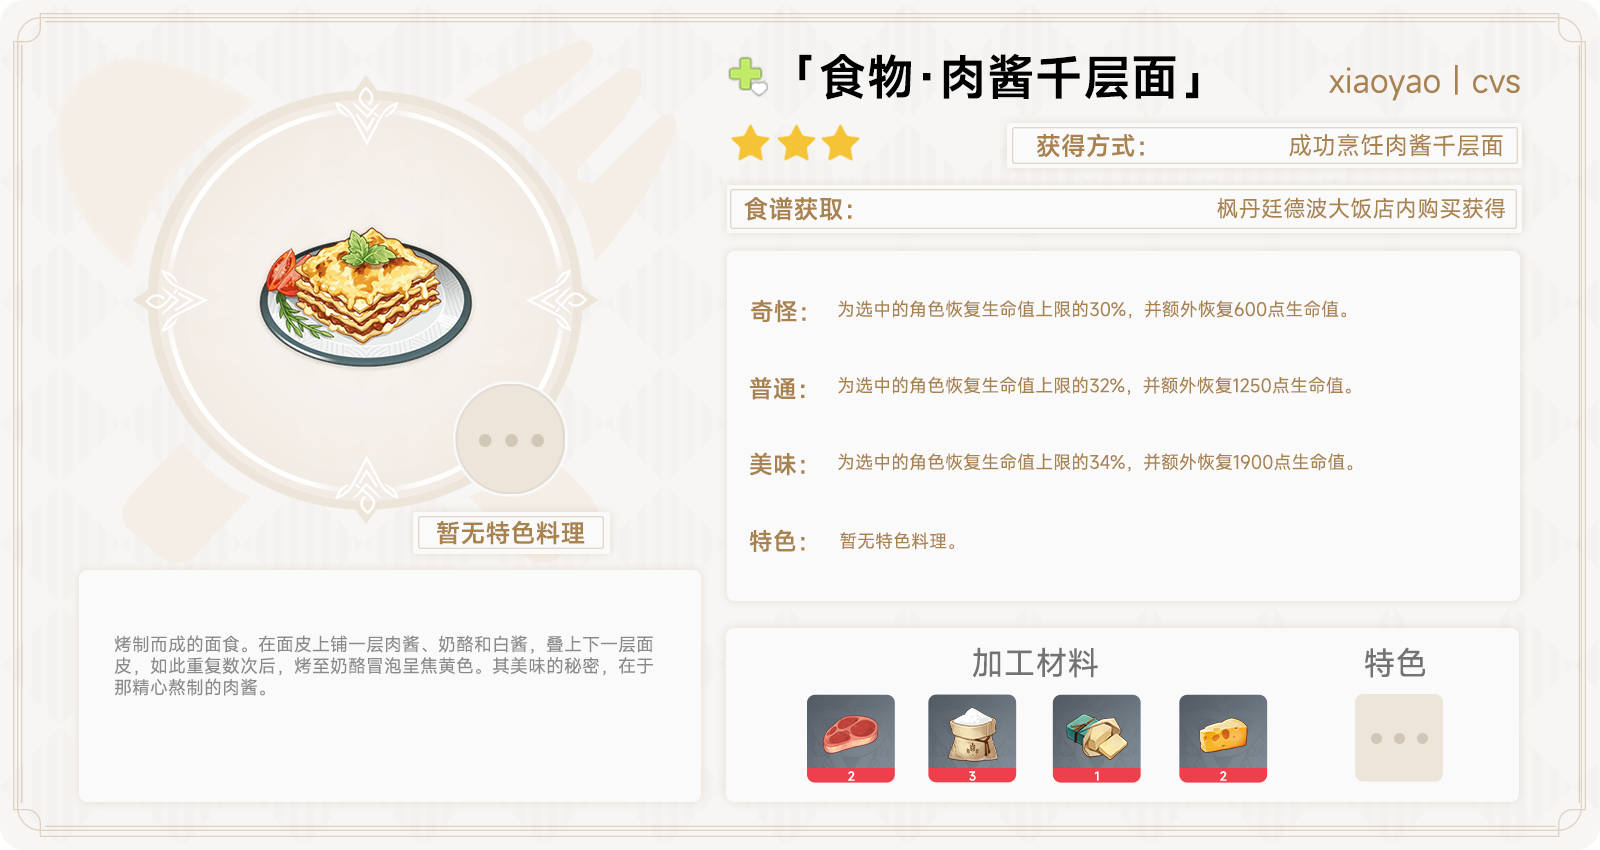 「食物·肉酱千层面」
xiaoyao | cvs
获得方式：
成功烹饪肉酱千层面
食谱获取：
枫丹廷德波大饭店内购买获得
奇怪：
为选中的角色恢复生命值上限的30%，并额外恢复600点生命值。
普通：
为选中的角色恢复生命值上限的32%，并额外恢复1250点生命值。
美味：
为选中的角色恢复生命值上限的34%，并额外恢复1900点生命值。
特色：
暂无特色料理。
暂无特色料理
烤制而成的面食。在面皮上铺一层肉酱、奶酪和白酱，叠上下一层面
皮，如此重复数次后，烤至奶酪冒泡呈焦黄色。其美味的秘密，在于
那精心熬制的肉酱。
加工材料
特色
2
3
1
2